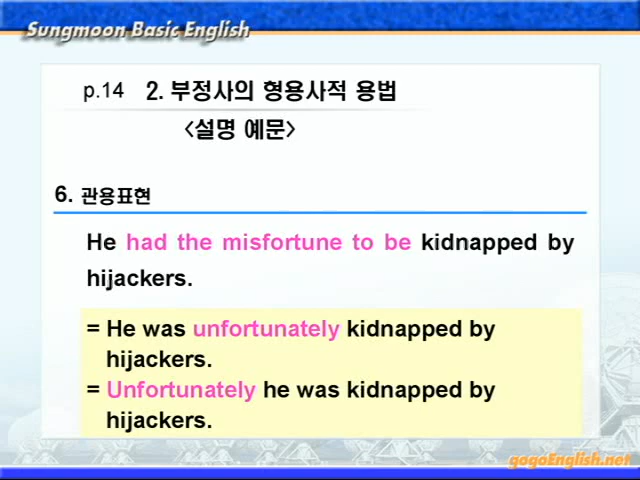 Sungmoon Basic English
p.14 2. 부정사의 형용사적 용법
<설명 예문>
6. 관용표현
He had the misfortune to be kidnapped by
hijackers.
= He was unfortunately kidnapped by
hijackers.
= Unfortunately he was kidnapped by
hijackers.
gogoEnglish.net